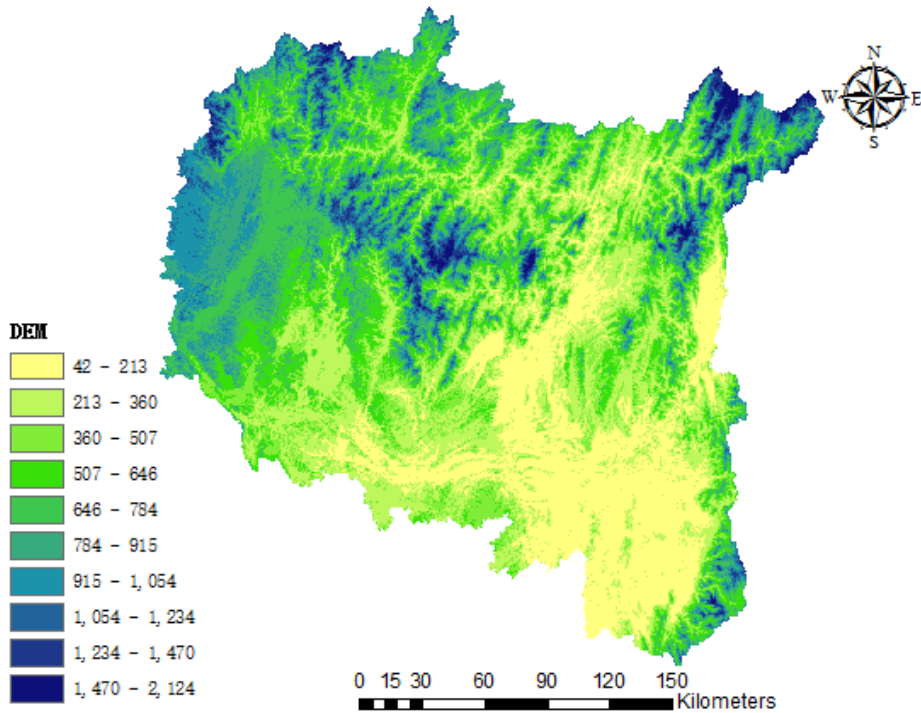 N
W E
S
DEM
42 - 213
213 - 360
360 - 507
507 - 646
646 - 784
784 - 915
915 - 1,054
1,054 - 1,234
1,234 - 1,470
1,470 - 2,124
0 15 30 60 90 120 150
Kilometers